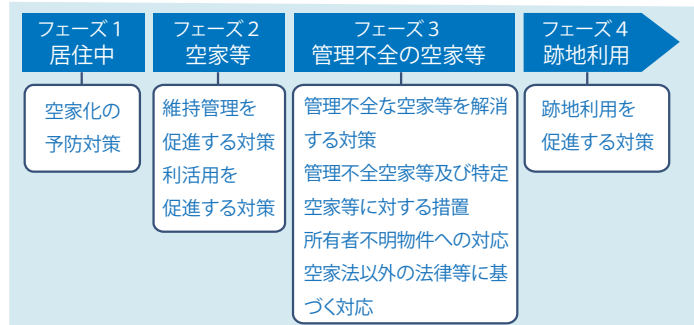 フェーズ1
居住中
フェーズ2
空家等
フェーズ3
管理不全の空家等
フェーズ4
跡地利用
空家化の
予防対策
維持管理を
促進する対策
利活用を
促進する対策
管理不全な空家等を解消
する対策
管理不全空家等及び特定
空家等に対する措置
所有者不明物件への対応
空家法以外の法律等に基
づく対応
跡地利用を
促進する対策